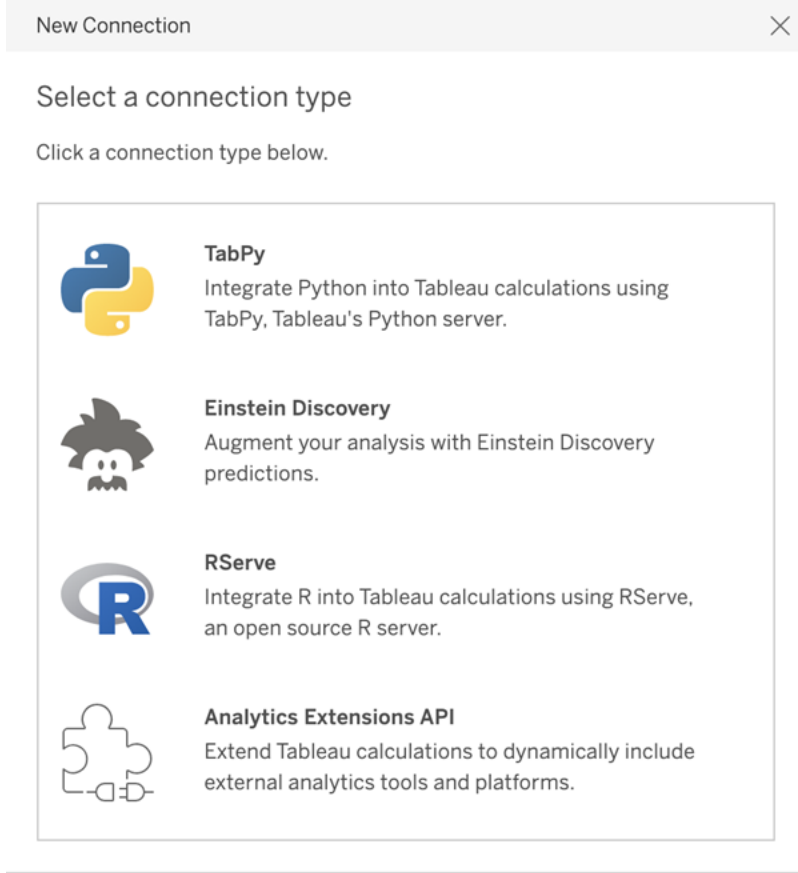 New Connection
Select a connection type
Click a connection type below.
TabPy
Integrate Python into Tableau calculations using
TabPy, Tableau's Python server.
Einstein Discovery
Augment your analysis with Einstein Discovery
predictions.
R
RServe
Integrate R into Tableau calculations using RServe,
an open source R server.
Analytics Extensions API
Extend Tableau calculations to dynamically include
external analytics tools and platforms.